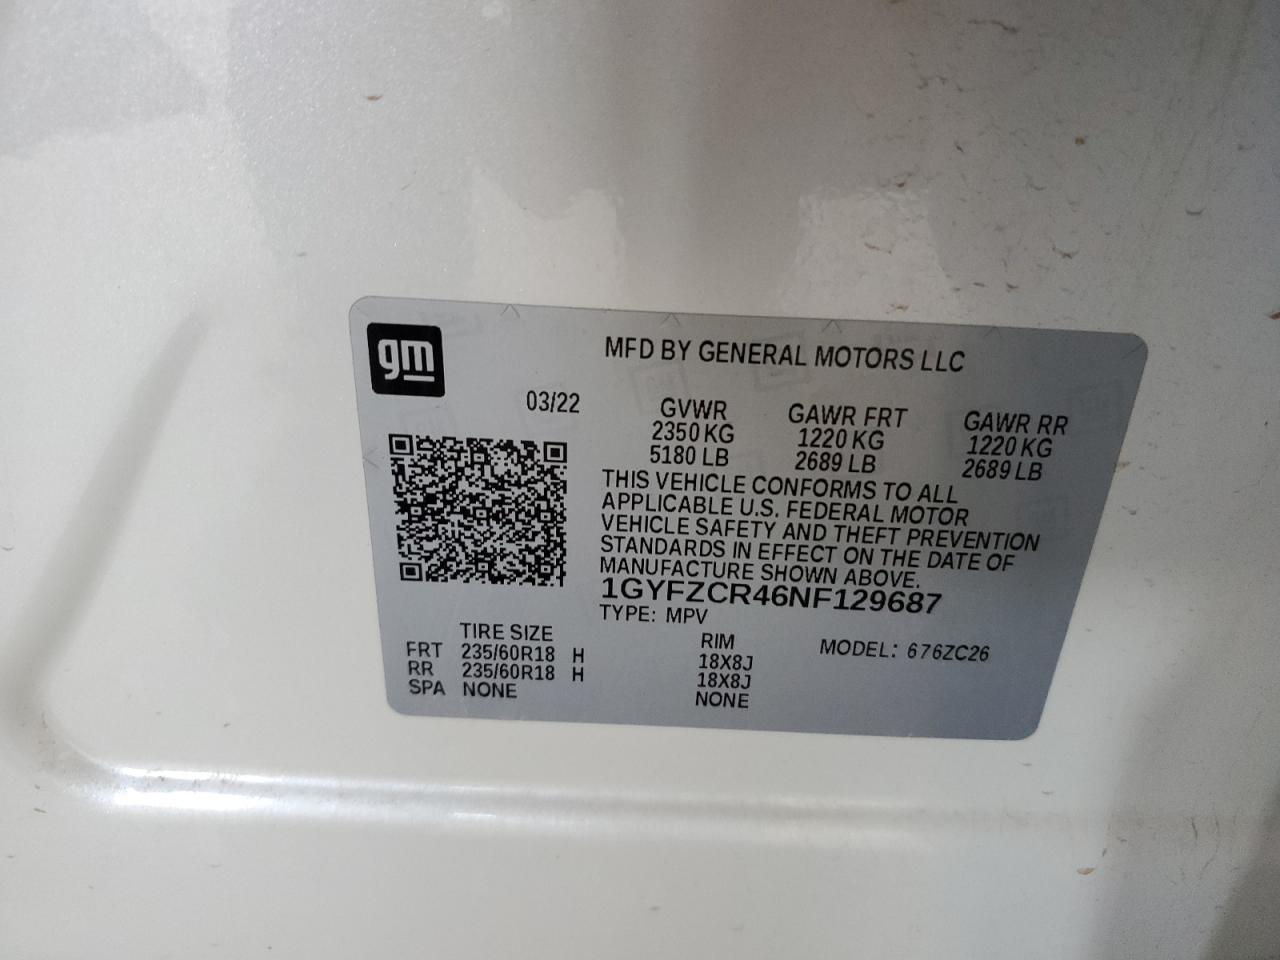 gm
MFD BY GENERAL MOTORS LLC
03/22
GVWR GAWR FRT GAWR RR
2350 KG 1220 KG 1220 KG
5180 LB 2689 LB 2689 LB
THIS VEHICLE CONFORMS TO ALL
APPLICABLE U.S. FEDERAL MOTOR
VEHICLE SAFETY AND THEFT PREVENTION
STANDARDS IN EFFECT ON THE DATE OF
MANUFACTURE SHOWN ABOVE.
1GYFZCR46NF129687
TYPE: MPV
TIRE SIZE RIM MODEL: 676ZC26
FRT 235/60R18 H 18X8J
RR 235/60R18 H 18X8J
SPA NONE NONE